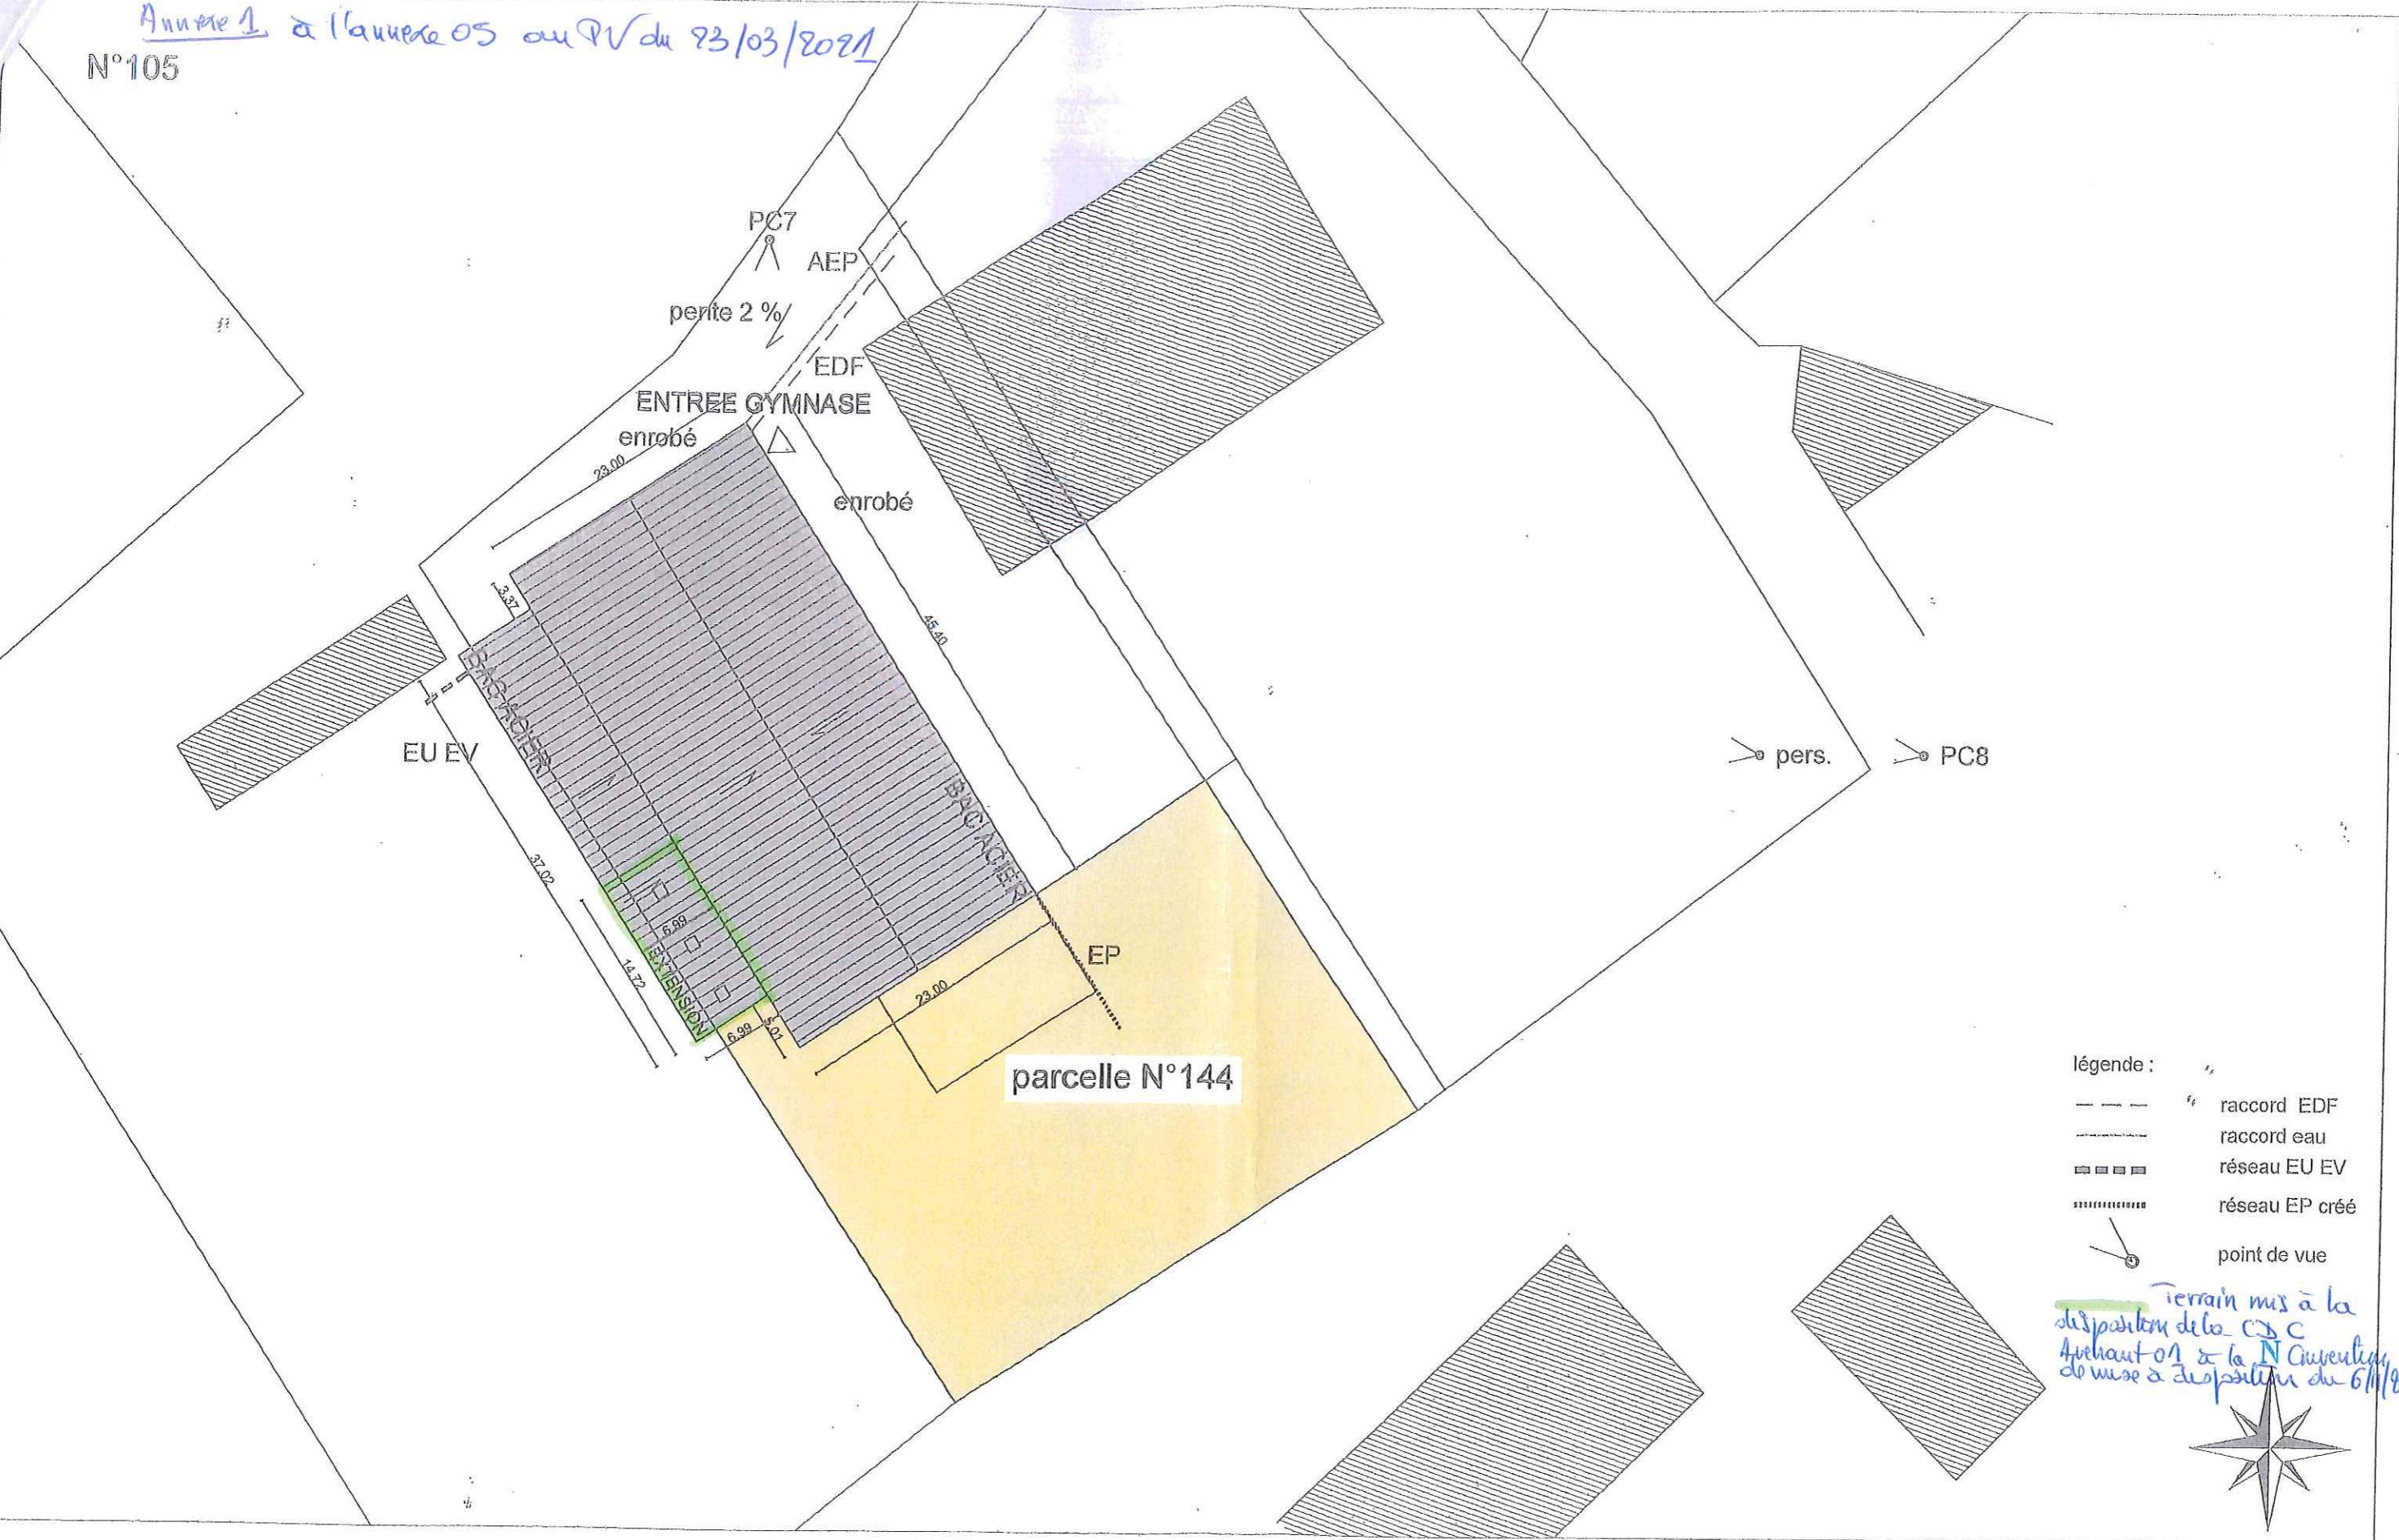 Annexe 1 à l'annexe 05 au PV du 23/03/2021
N°105
PC7
AEP
pente 2 %
EDF
ENTREE GYMNASE
enrobé
23.00
enrobé
3.37
45.40
BAC ACIER
EU EV
pers.
PC8
BAC ACIER
37.02
6.99
14.72
EXTENSION
EP
23.00
6.99
5.01
parcelle N°144
légende :
raccord EDF
raccord eau
réseau EU EV
réseau EP créé
point de vue
Terrain mis à la
disposition de la CDC
Avenant 01 à la Convention
N
de mise à disposition du